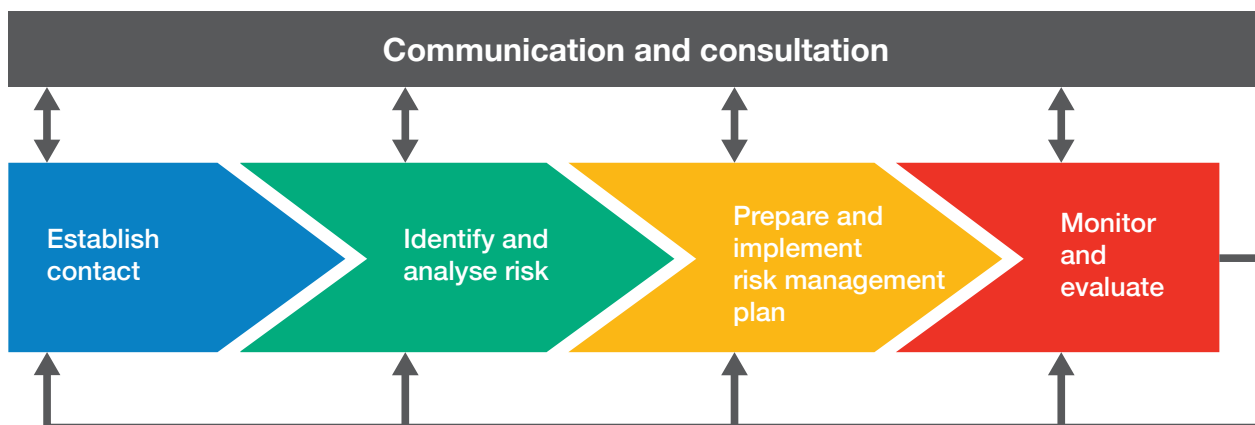 Communication and consultation
Establish
contact
Identify and
analyse risk
Prepare and
implement
risk management
plan
Monitor
and
evaluate